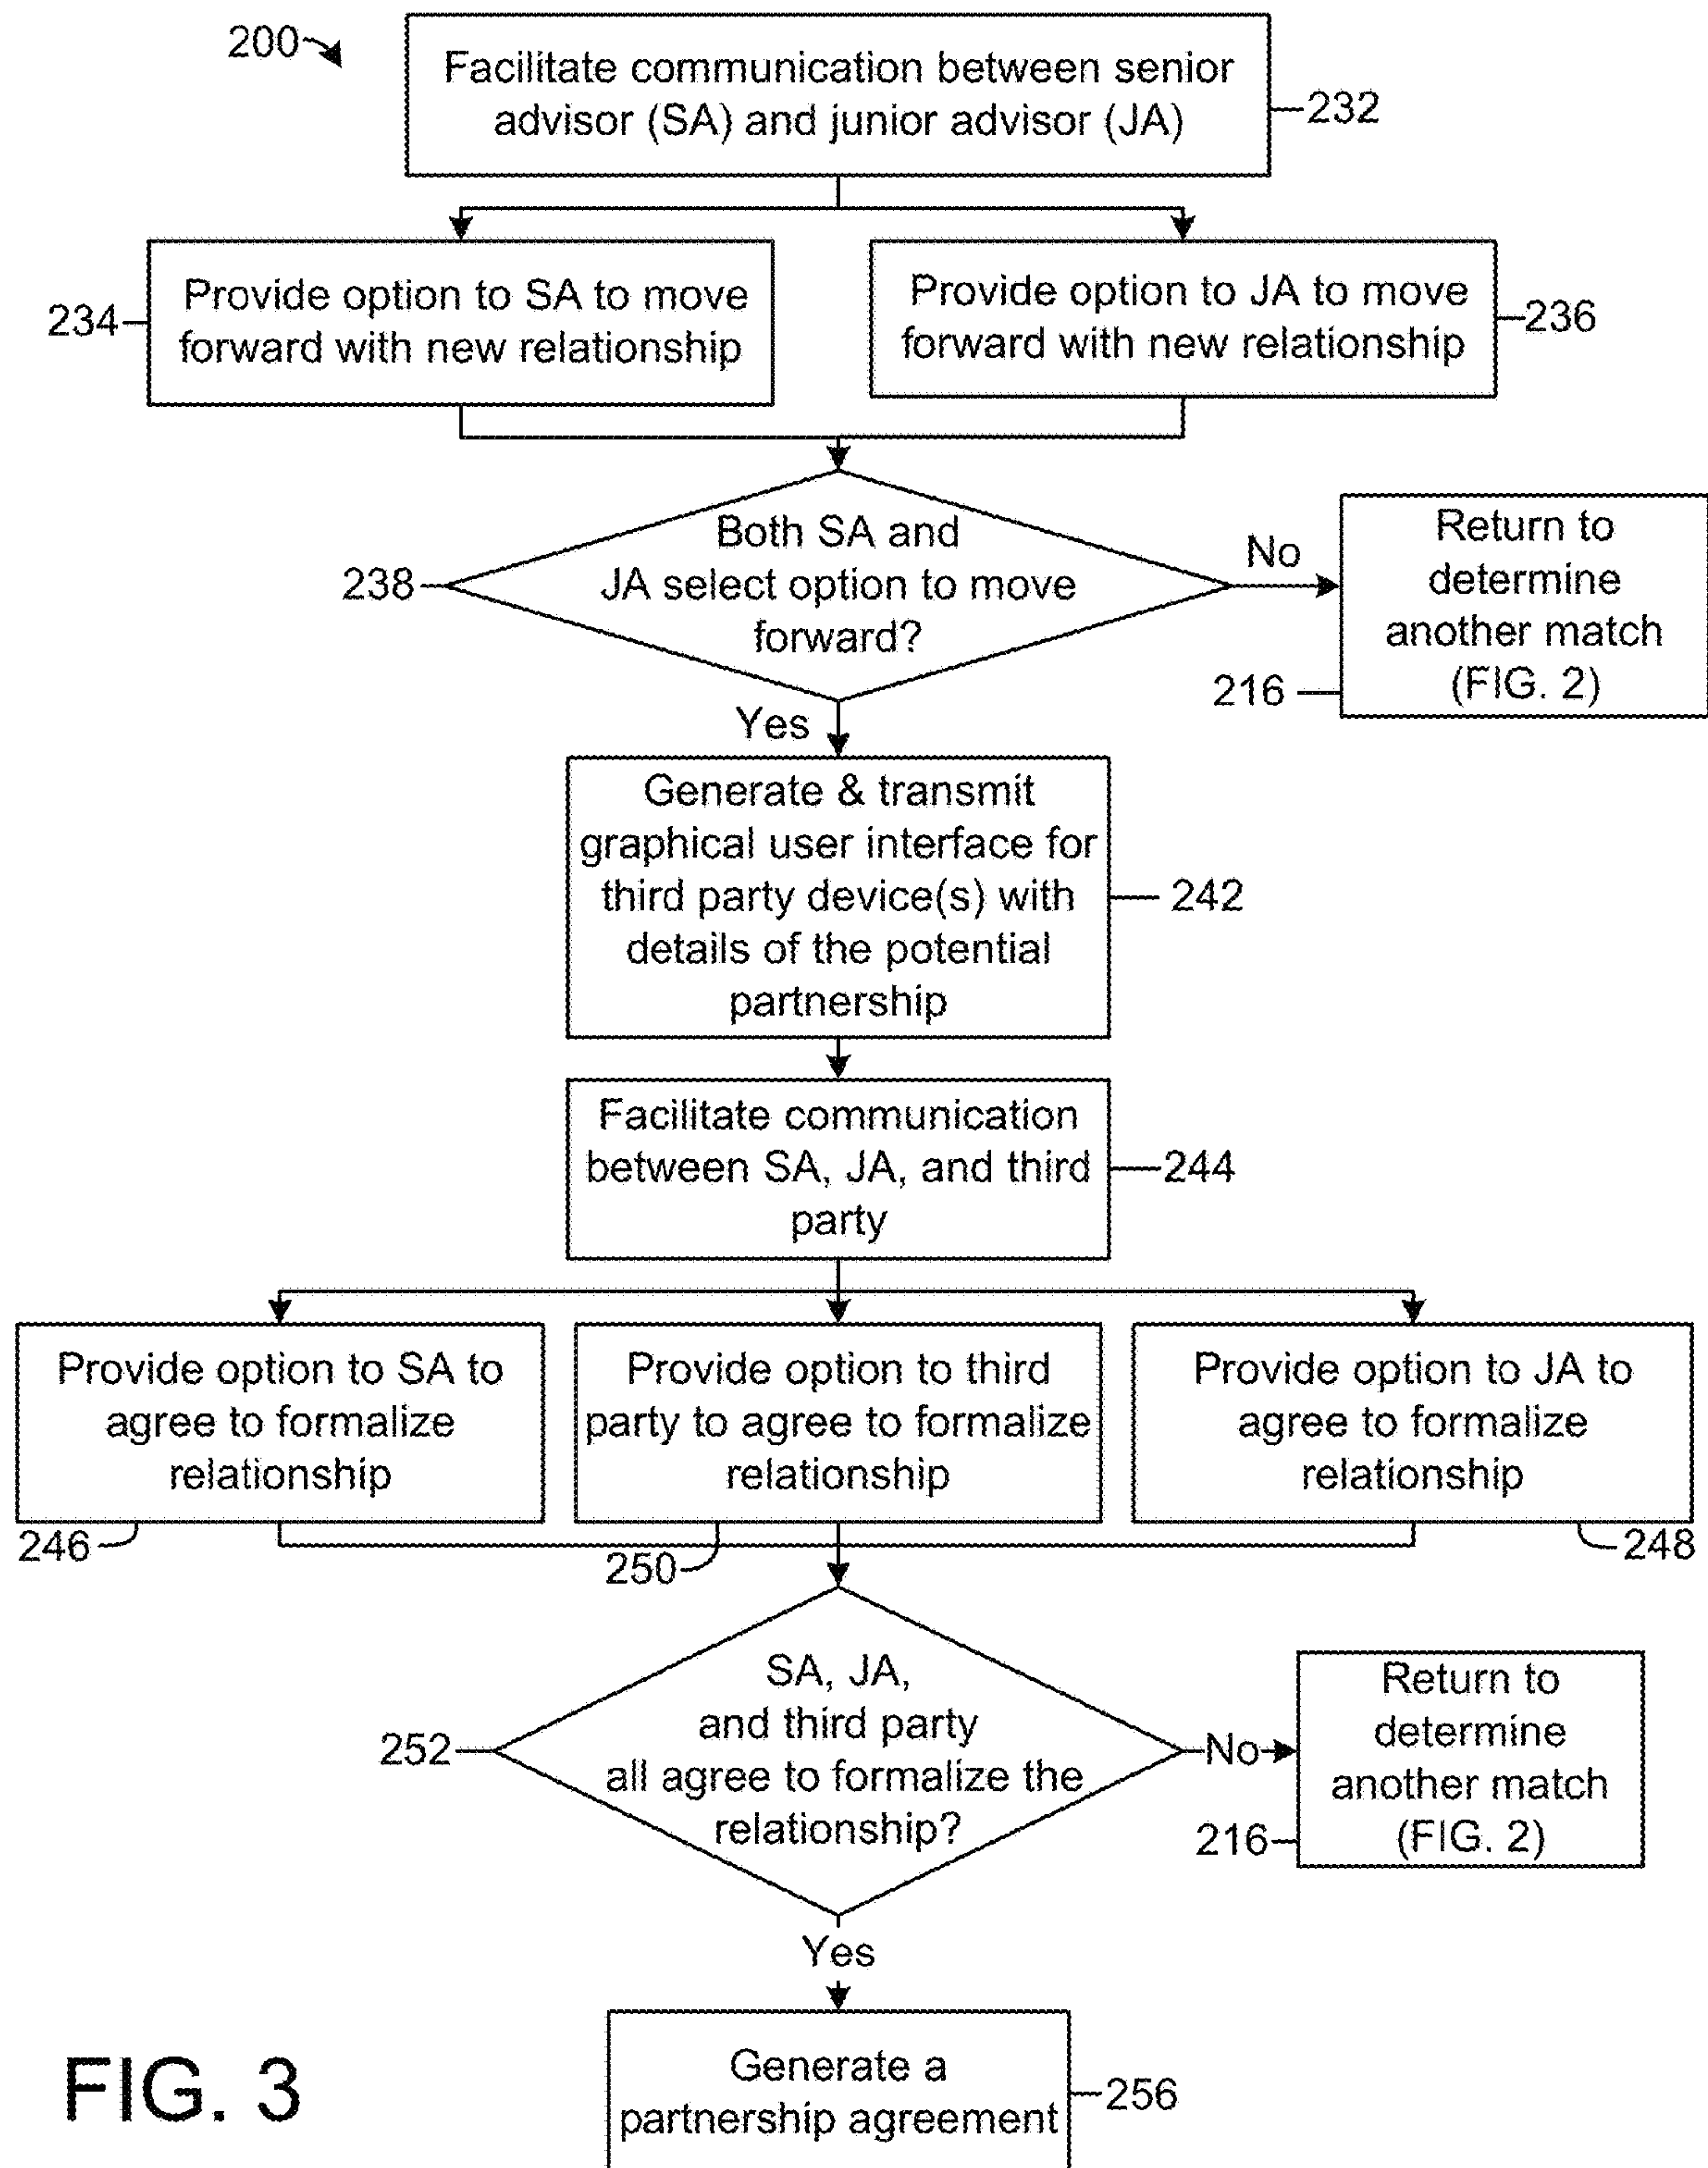 200
Facilitate communication between senior
advisor (SA) and junior advisor (JA)
232
Provide option to SA to move
forward with new relationship
234
Provide option to JA to move
forward with new relationship
236
Both SA and
JA select option to move
forward?
238
No
Return to
determine
another match
(FIG. 2)
216
Yes
Generate & transmit
graphical user interface for
third party device(s) with
details of the potential
partnership
242
Facilitate communication
between SA, JA, and third
party
244
Provide option to SA to
agree to formalize
relationship
246
Provide option to third
party to agree to formalize
relationship
250
Provide option to JA to
agree to formalize
relationship
248
SA, JA,
and third party
all agree to formalize the
relationship?
252
No
Return to
determine
another match
(FIG. 2)
216
Yes
Generate a
partnership agreement
256
FIG. 3